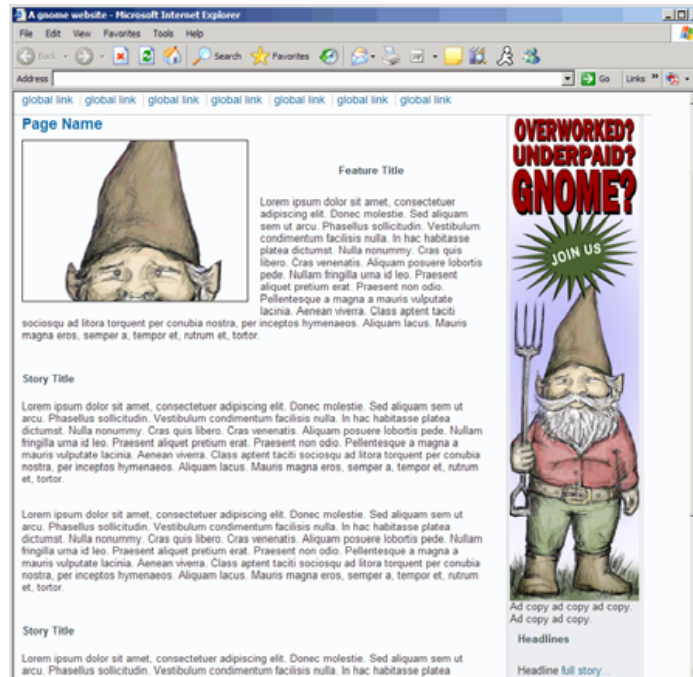 A gnome website - Microsoft Internet Explorer
File Edit View Favorites Tools Help
Back Search Favorites
Address Go Links »
global link | global link | global link | global link | global link | global link | global link
Page Name
Feature Title
Lorem ipsum dolor sit amet, consectetuer
adipiscing elit. Donec molestie. Sed aliquam
sem ut arcu. Phasellus sollicitudin. Vestibulum
condimentum facilisis nulla. In hac habitasse
platea dictumst. Nulla nonummy. Cras quis
libero. Cras venenatis. Aliquam posuere lobortis
pede. Nullam fringilla urna id leo. Praesent
aliquet pretium erat. Praesent non odio.
Pellentesque a magna a mauris vulputate
lacinia. Aenean viverra. Class aptent taciti
sociosqu ad litora torquent per conubia nostra, per inceptos hymenaeos. Aliquam lacus. Mauris
magna eros, semper a, tempor et, rutrum et, tortor.
Story Title
Lorem ipsum dolor sit amet, consectetuer adipiscing elit. Donec molestie. Sed aliquam sem ut
arcu. Phasellus sollicitudin. Vestibulum condimentum facilisis nulla. In hac habitasse platea
dictumst. Nulla nonummy. Cras quis libero. Cras venenatis. Aliquam posuere lobortis pede. Nullam
fringilla urna id leo. Praesent aliquet pretium erat. Praesent non odio. Pellentesque a magna a
mauris vulputate lacinia. Aenean viverra. Class aptent taciti sociosqu ad litora torquent per conubia
nostra, per inceptos hymenaeos. Aliquam lacus. Mauris magna eros, semper a, tempor et, rutrum
et, tortor.
Lorem ipsum dolor sit amet, consectetuer adipiscing elit. Donec molestie. Sed aliquam sem ut
arcu. Phasellus sollicitudin. Vestibulum condimentum facilisis nulla. In hac habitasse platea
dictumst. Nulla nonummy. Cras quis libero. Cras venenatis. Aliquam posuere lobortis pede. Nullam
fringilla urna id leo. Praesent aliquet pretium erat. Praesent non odio. Pellentesque a magna a
mauris vulputate lacinia. Aenean viverra. Class aptent taciti sociosqu ad litora torquent per conubia
nostra, per inceptos hymenaeos. Aliquam lacus. Mauris magna eros, semper a, tempor et, rutrum
et, tortor.
Story Title
Lorem ipsum dolor sit amet, consectetuer adipiscing elit. Donec molestie. Sed aliquam sem ut
arcu. Phasellus sollicitudin. Vestibulum condimentum facilisis nulla. In hac habitasse platea
OVERWORKED?
UNDERPAID?
GNOME?
JOIN US
Ad copy ad copy ad copy.
Ad copy ad copy.
Headlines
Headline full story...